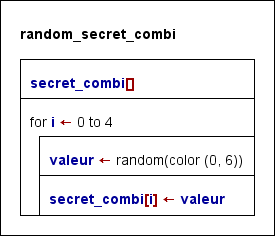 random_secret_combi
secret_combi[]
for i ← 0 to 4
valeur ← random(color (0, 6))
secret_combi[i] ← valeur